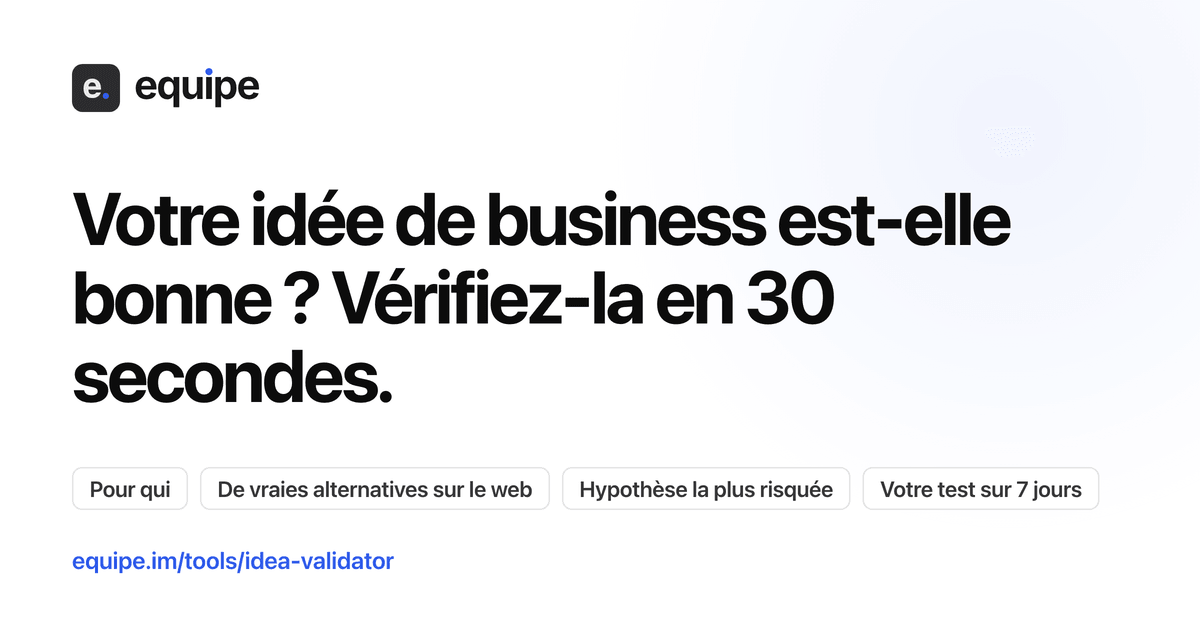 e. equipe
Votre idée de business est-elle
bonne ? Vérifiez-la en 30
secondes.
Pour qui
De vraies alternatives sur le web
Hypothèse la plus risquée
Votre test sur 7 jours
equipe.im/tools/idea-validator